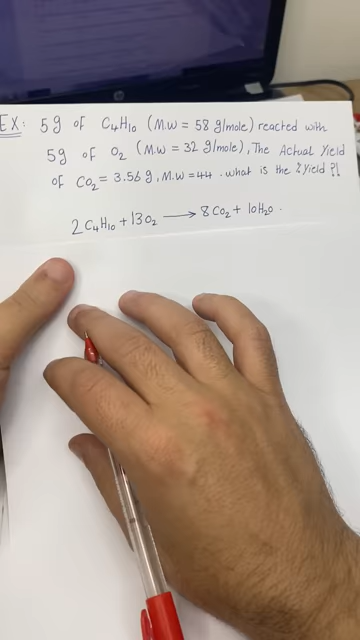 EX: 5g of C₄H₁₀ (M.W = 58 g/mole) reacted with
5g of O₂ (M.W = 32 g/mole), The Actual Yield
of CO₂ = 3.56 g, M.W = 44 . what is the % Yield ?!
2C₄H₁₀ + 13O₂ ⟶ 8CO₂ + 10H₂O .